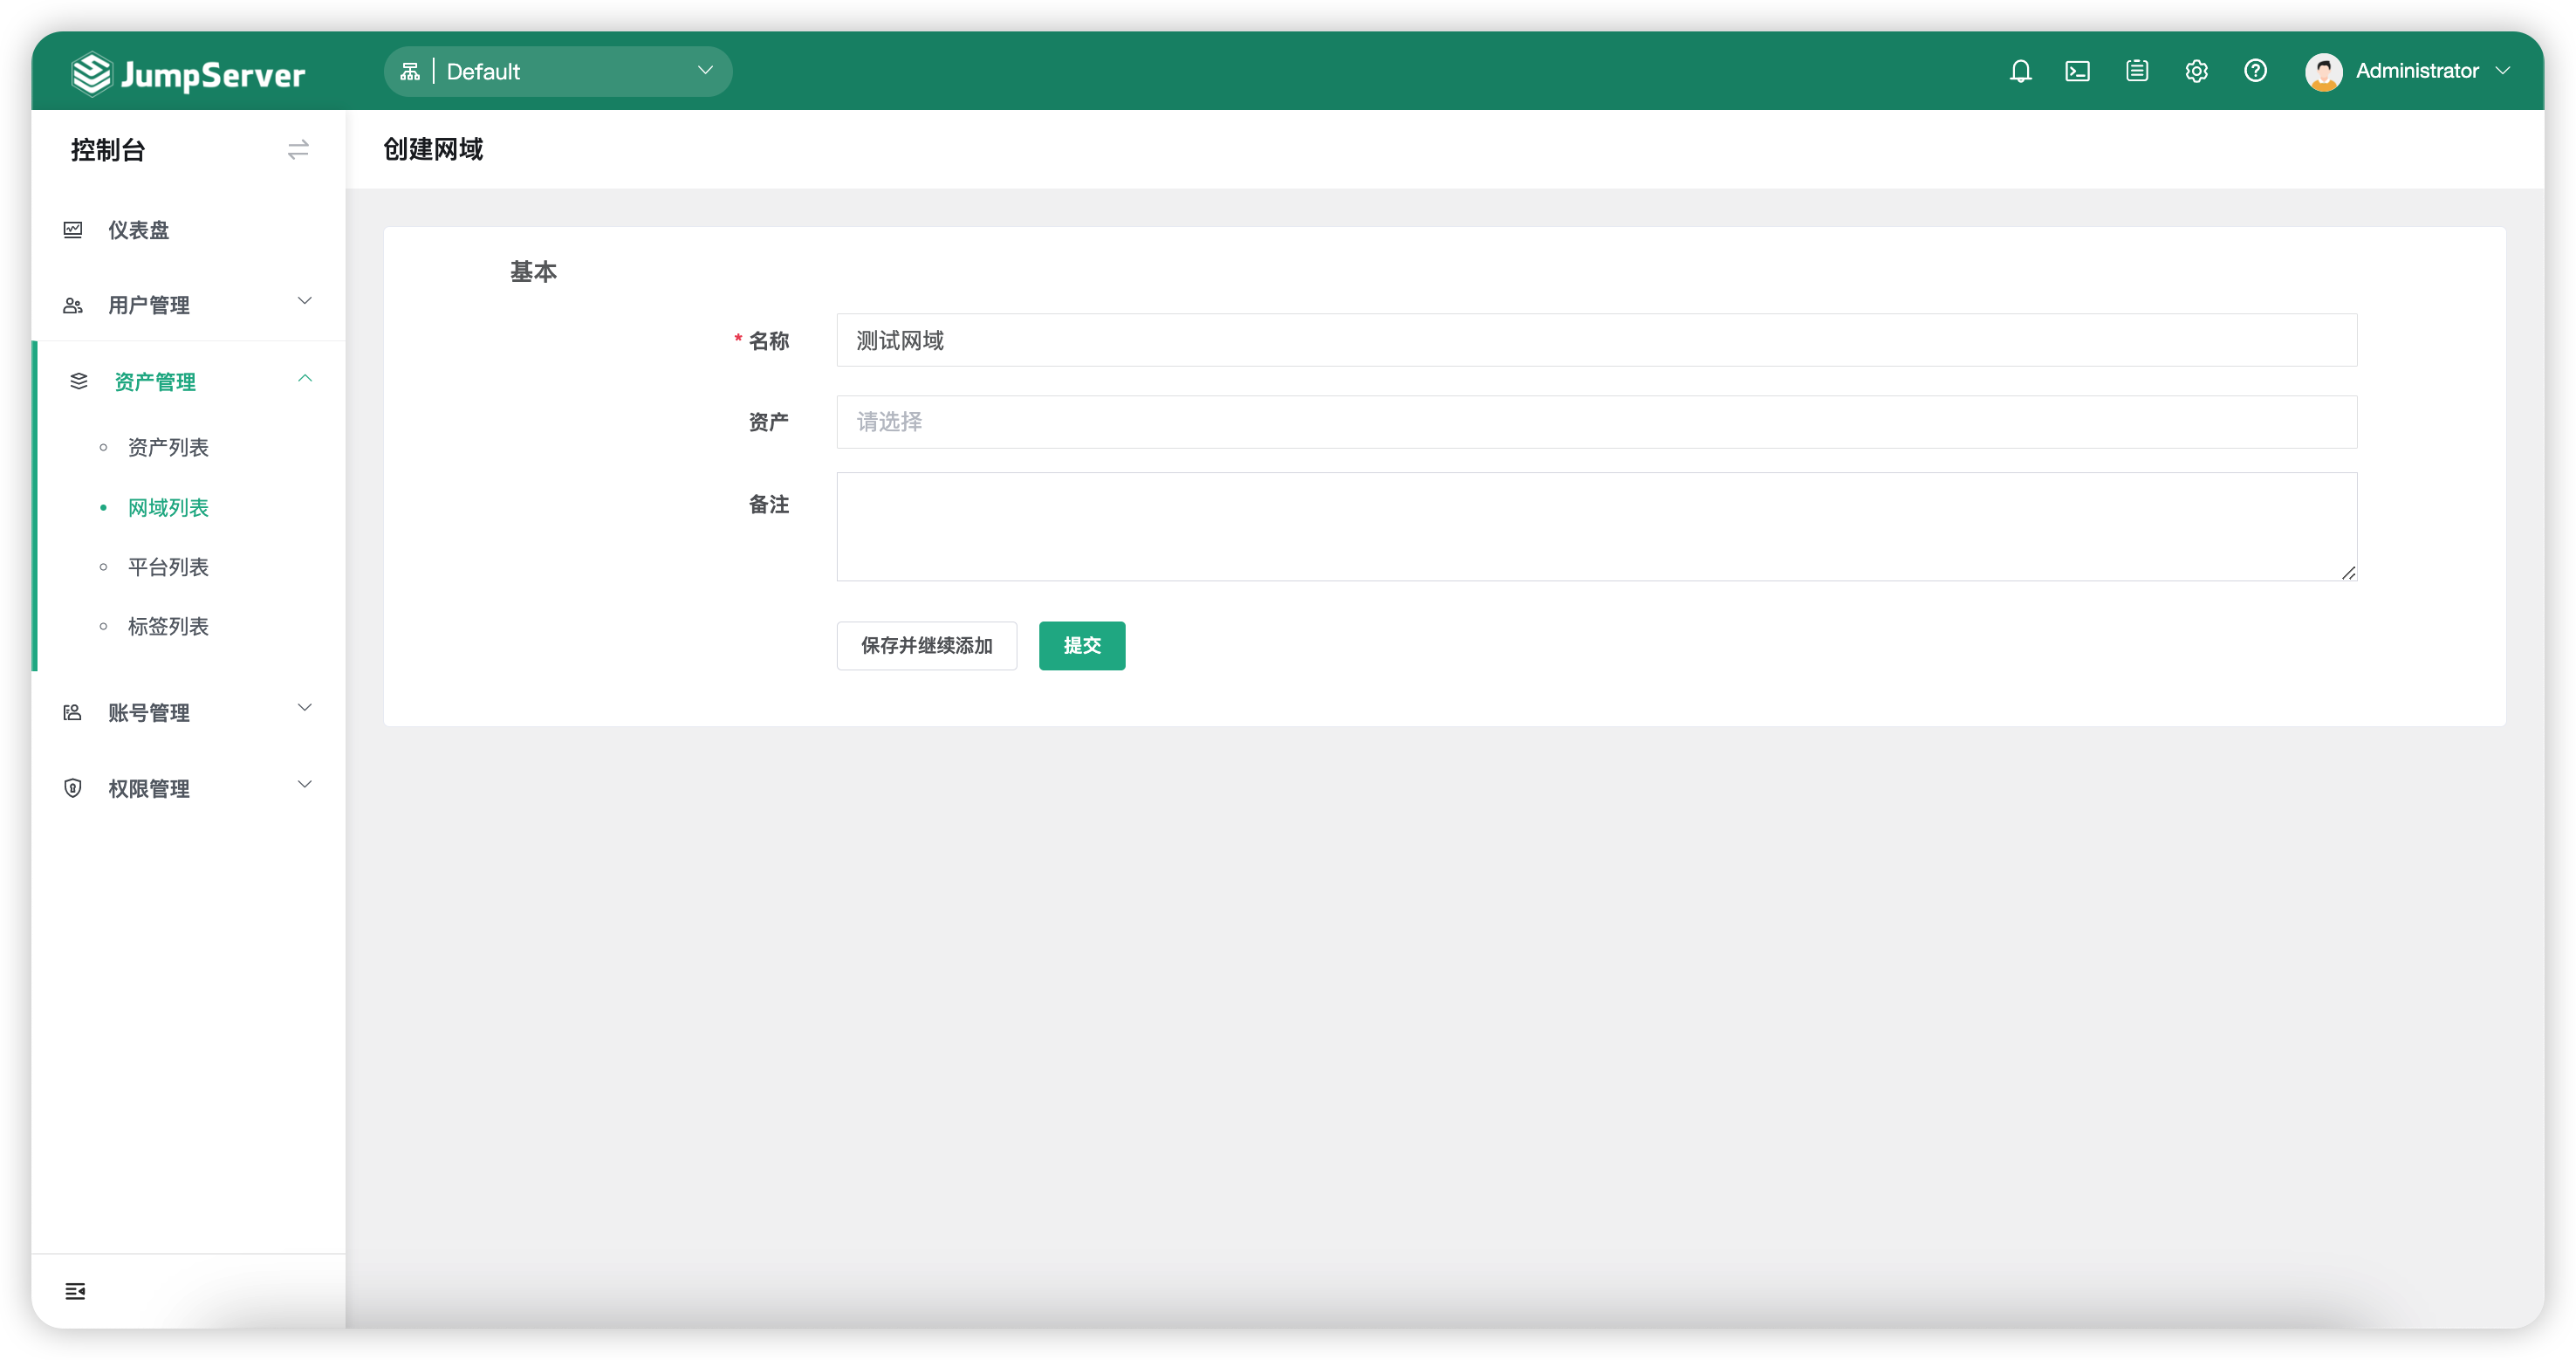 JumpServer
Default
Administrator
控制台
创建网域
仪表盘
用户管理
资产管理
资产列表
网域列表
平台列表
标签列表
账号管理
权限管理
基本
* 名称
测试网域
资产
请选择
备注
保存并继续添加
提交